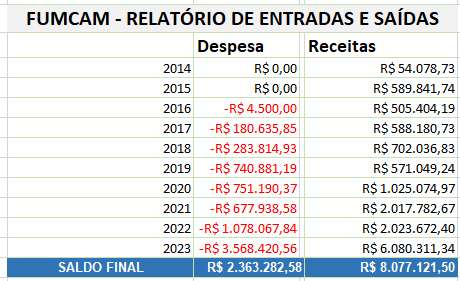 FUMCAM - RELATÓRIO DE ENTRADAS E SAÍDAS
Despesa Receitas
2014 R$ 0,00 R$ 54.078,73
2015 R$ 0,00 R$ 589.841,74
2016 -R$ 4.500,00 R$ 505.404,19
2017 -R$ 180.635,85 R$ 588.180,73
2018 -R$ 283.814,93 R$ 702.036,83
2019 -R$ 740.881,19 R$ 571.049,24
2020 -R$ 751.190,37 R$ 1.025.074,97
2021 -R$ 677.938,58 R$ 2.017.782,67
2022 -R$ 1.078.067,84 R$ 2.023.672,40
2023 -R$ 3.568.420,56 R$ 6.080.311,34
SALDO FINAL R$ 2.363.282,58 R$ 8.077.121,50